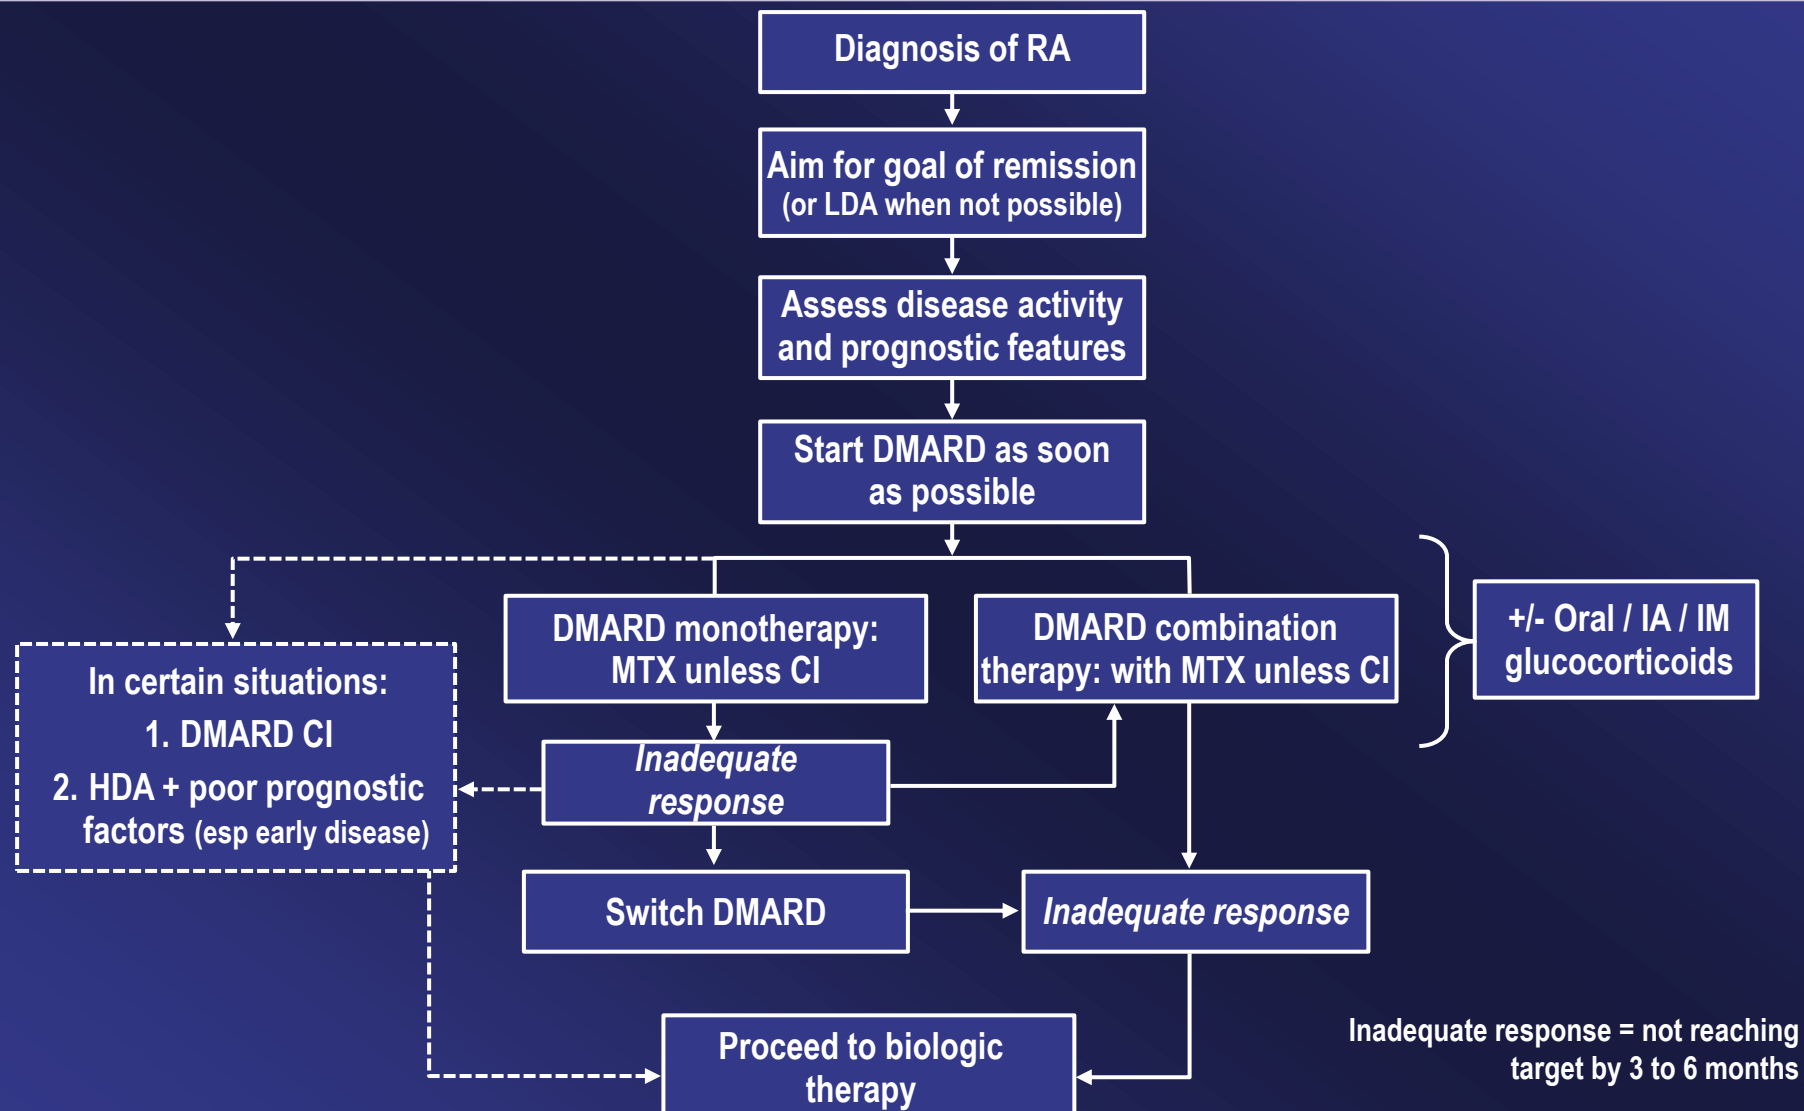 Diagnosis of RA
Aim for goal of remission
(or LDA when not possible)
Assess disease activity
and prognostic features
Start DMARD as soon
as possible
DMARD monotherapy:
MTX unless CI
DMARD combination
therapy: with MTX unless CI
+/- Oral / IA / IM
glucocorticoids
In certain situations:
1. DMARD CI
2. HDA + poor prognostic
factors (esp early disease)
Inadequate
response
Switch DMARD
Inadequate response
Proceed to biologic
therapy
Inadequate response = not reaching
target by 3 to 6 months